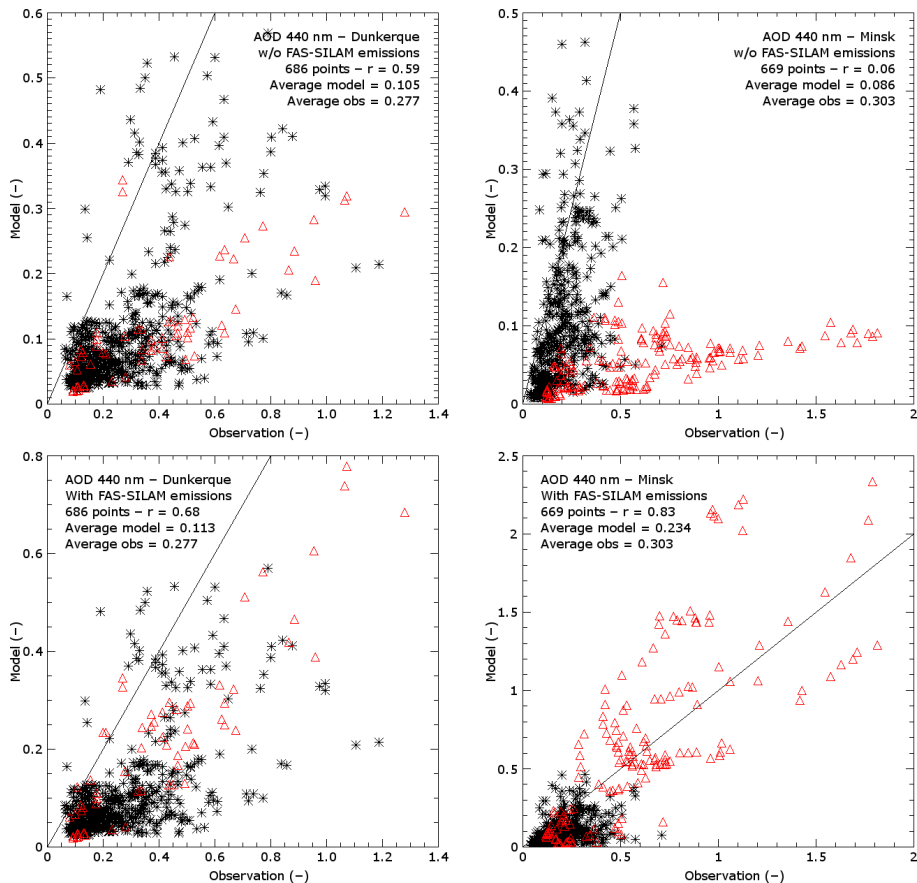 AOD 440 nm – Dunkerque
w/o FAS-SILAM emissions
686 points – r = 0.59
Average model = 0.105
Average obs = 0.277
Model (–)
0.6
0.5
0.4
0.3
0.2
0.1
0
0 0.2 0.4 0.6 0.8 1.0 1.2 1.4
Observation (–)
AOD 440 nm – Minsk
w/o FAS-SILAM emissions
669 points – r = 0.06
Average model = 0.086
Average obs = 0.303
Model (–)
0.5
0.4
0.3
0.2
0.1
0
0 0.5 1 1.5 2
Observation (–)
AOD 440 nm – Dunkerque
With FAS-SILAM emissions
686 points – r = 0.68
Average model = 0.113
Average obs = 0.277
Model (–)
0.8
0.6
0.4
0.2
0
0 0.2 0.4 0.6 0.8 1.0 1.2 1.4
Observation (–)
AOD 440 nm – Minsk
With FAS-SILAM emissions
669 points – r = 0.83
Average model = 0.234
Average obs = 0.303
Model (–)
2.5
2
1.5
1
0.5
0
0 0.5 1 1.5 2
Observation (–)